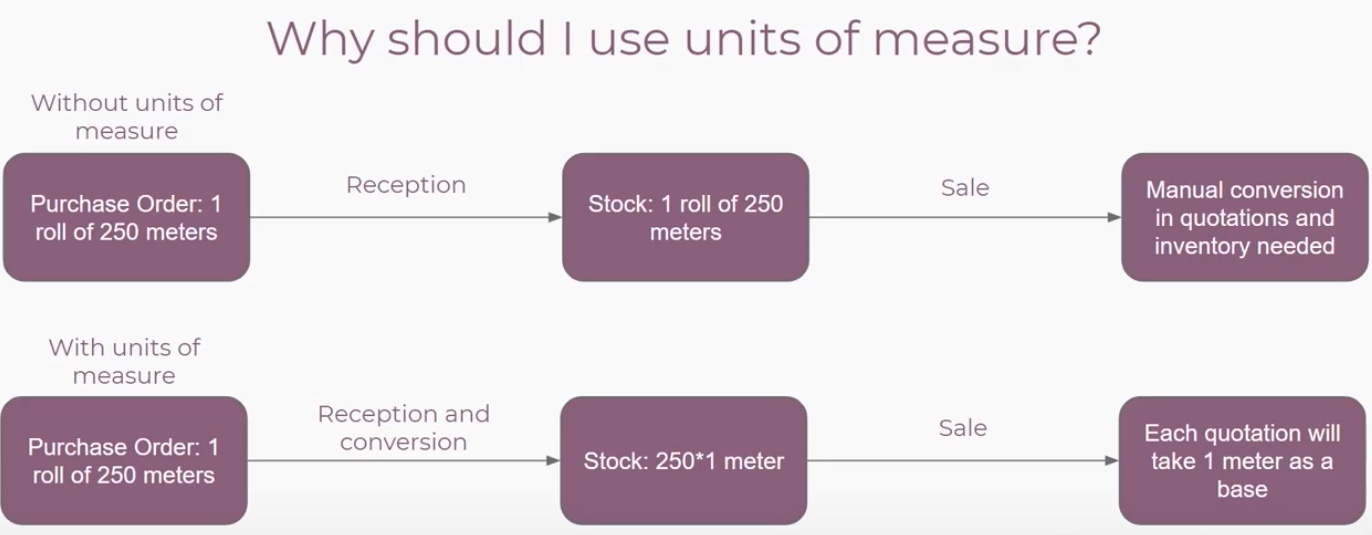 Why should I use units of measure?
Without units of
measure
Purchase Order: 1
roll of 250 meters
Reception
Stock: 1 roll of 250
meters
Sale
Manual conversion
in quotations and
inventory needed
With units of
measure
Purchase Order: 1
roll of 250 meters
Reception and
conversion
Stock: 250*1 meter
Sale
Each quotation will
take 1 meter as a
base